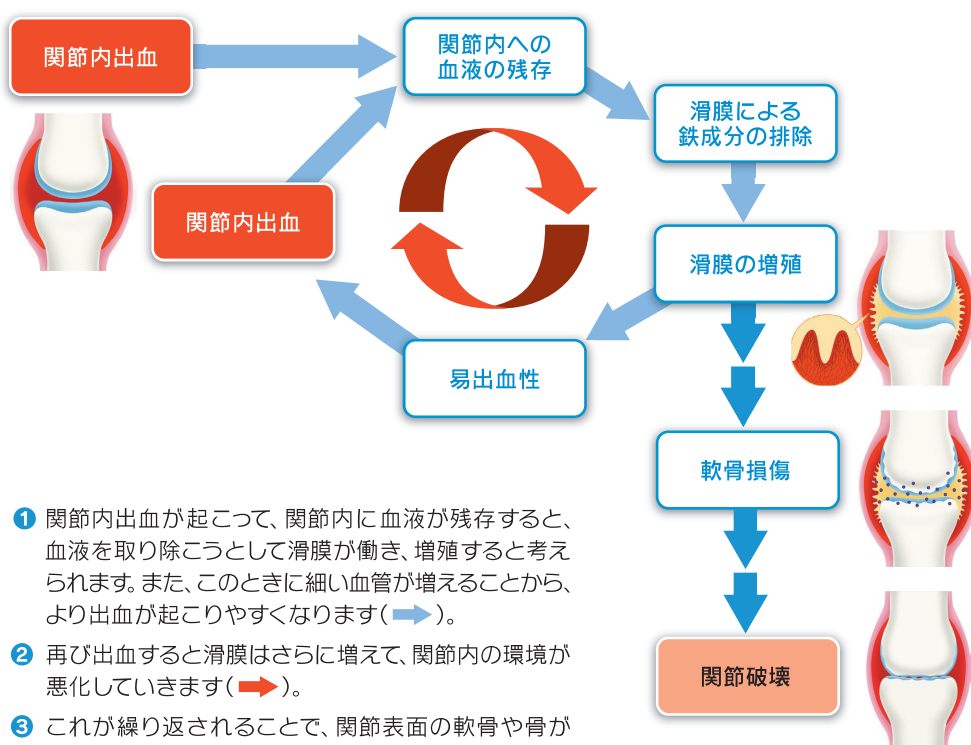 関節内出血
関節内への
血液の残存
滑膜による
鉄成分の排除
関節内出血
滑膜の増殖
易出血性
軟骨損傷
関節破壊
1 関節内出血が起こって、関節内に血液が残存すると、
血液を取り除こうとして滑膜が働き、増殖すると考え
られます。また、このときに細い血管が増えることから、
より出血が起こりやすくなります(➡)。
2 再び出血すると滑膜はさらに増えて、関節内の環境が
悪化していきます(➡)。
3 これが繰り返されることで、関節表面の軟骨や骨が